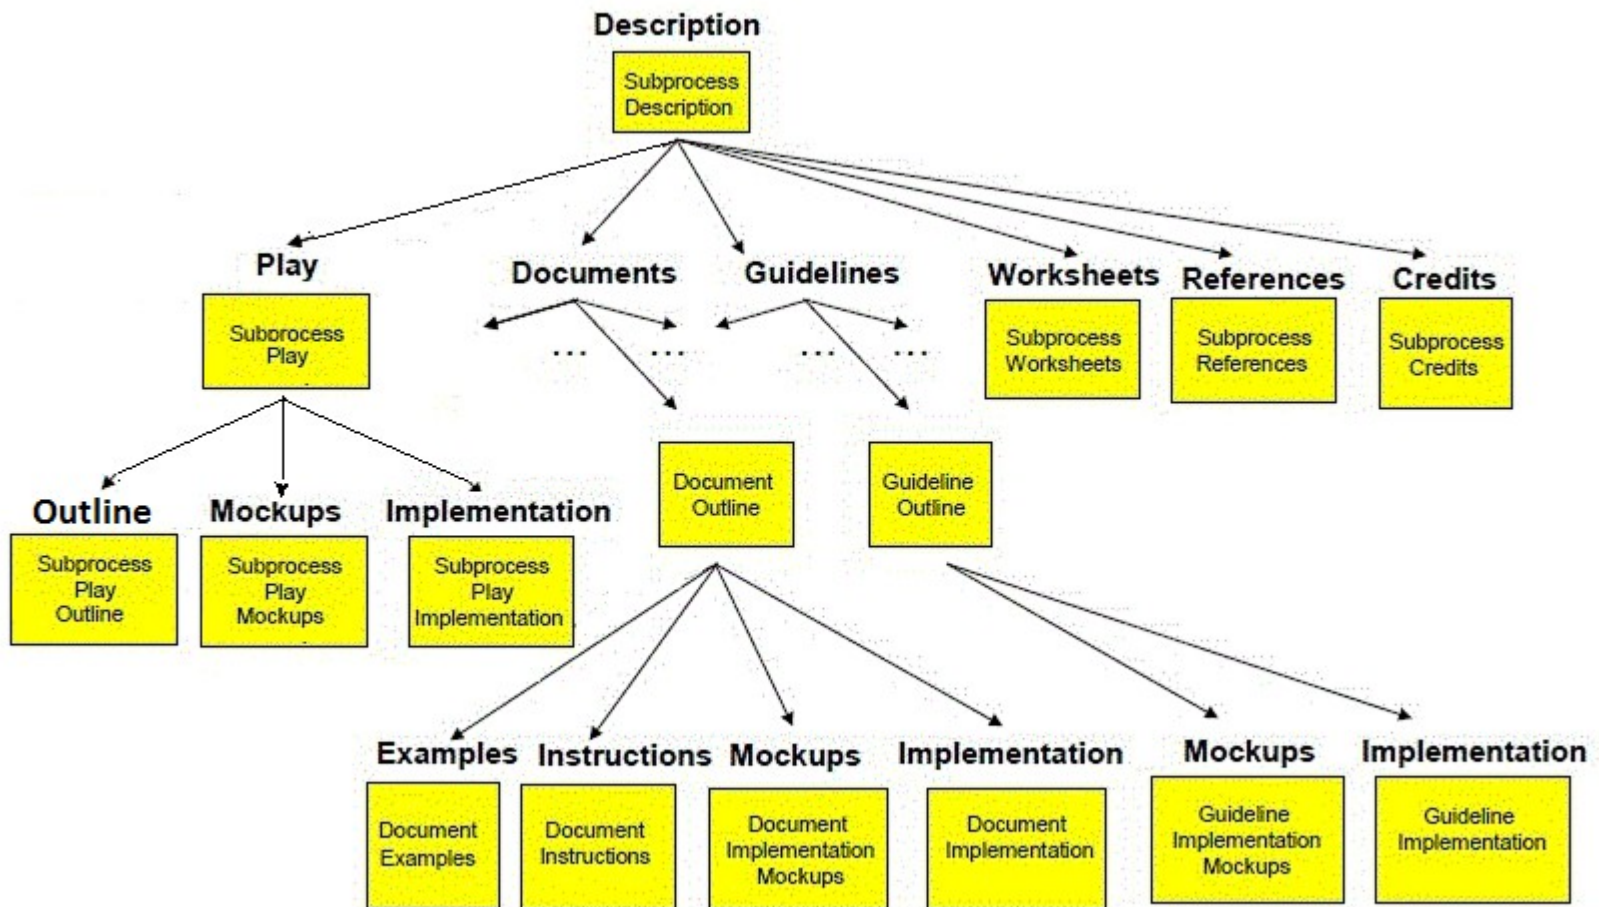 Description
Subprocess
Description
Play
Documents
Guidelines
Worksheets
References
Credits
Subprocess
Play
... ...
... ...
Subprocess
Worksheets
Subprocess
References
Subprocess
Credits
Outline
Mockups
Implementation
Document
Outline
Guideline
Outline
Subprocess
Play
Outline
Subprocess
Play
Mockups
Subprocess
Play
Implementation
Examples
Instructions
Mockups
Implementation
Mockups
Implementation
Document
Examples
Document
Instructions
Document
Implementation
Mockups
Document
Implementation
Guideline
Implementation
Mockups
Guideline
Implementation